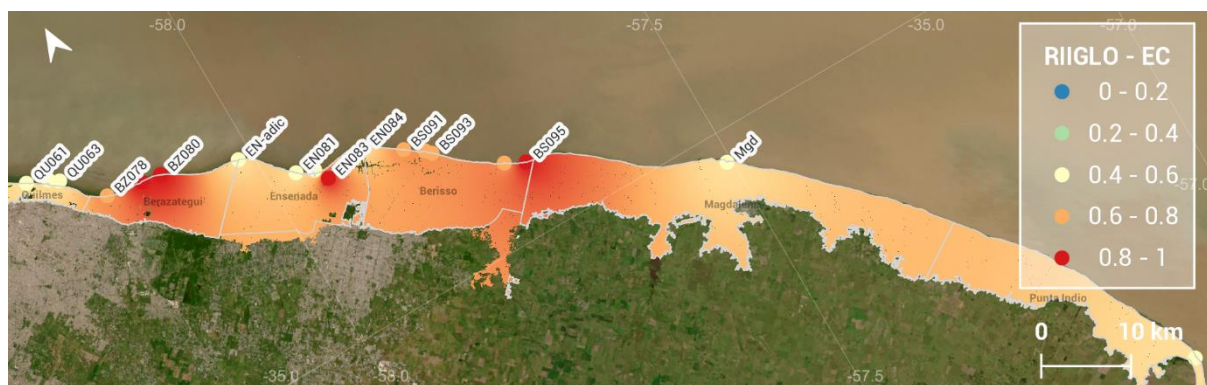 -58.0
-57.5
-35.0
-57.0
RIIGLO - EC
0 - 0.2
0.2 - 0.4
0.4 - 0.6
0.6 - 0.8
0.8 - 1
QU061
QU063
BZ078
BZ080
EN-adic
EN081
EN083
EN084
BS091
BS093
BS095
Mgd
-57.0
Berazategui
Ensenada
Berisso
Punta Indio
0
10 km
-35.0
-58.0
-57.5